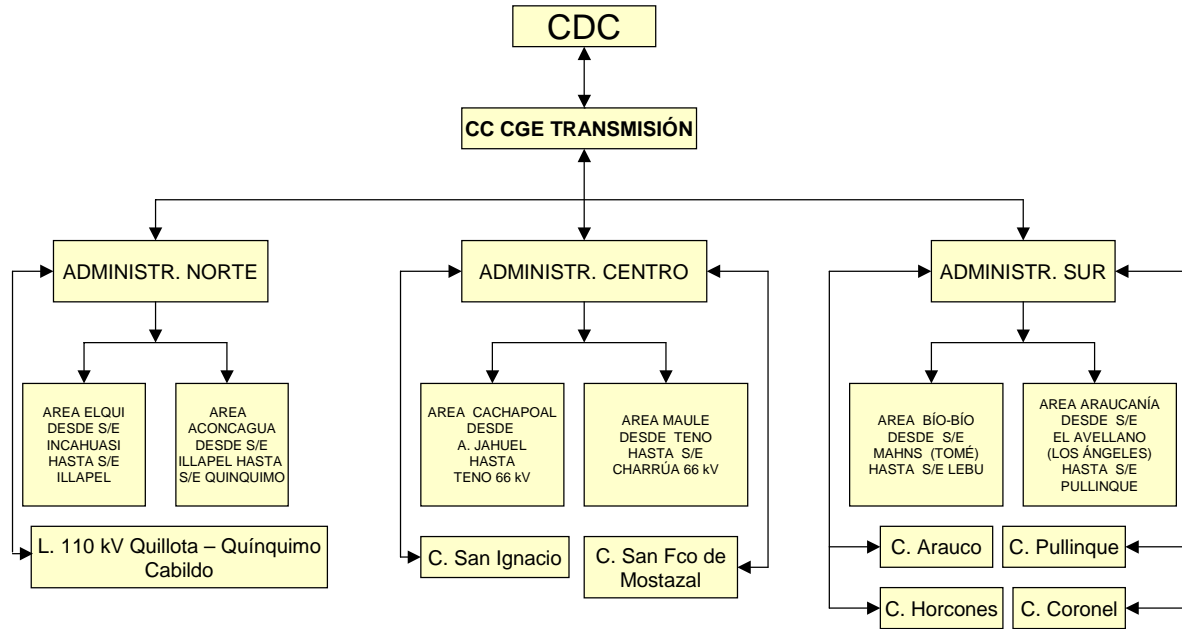 CDC
CC CGE TRANSMISIÓN
ADMINISTR. NORTE
ADMINISTR. CENTRO
ADMINISTR. SUR
AREA ELQUI
DESDE S/E
INCAHUASI
HASTA S/E
ILLAPEL
AREA
ACONCAGUA
DESDE S/E
ILLAPEL HASTA
S/E QUINQUIMO
AREA CACHAPOAL
DESDE
A. JAHUEL
HASTA
TENO 66 kV
AREA MAULE
DESDE TENO
HASTA S/E
CHARRÚA 66 kV
AREA BÍO-BÍO
DESDE S/E
MAHNS (TOMÉ)
HASTA S/E LEBU
AREA ARAUCANÍA
DESDE S/E
EL AVELLANO
(LOS ÁNGELES)
HASTA S/E
PULLINQUE
L. 110 kV Quillota – Quínquimo
Cabildo
C. San Ignacio
C. San Fco de
Mostazal
C. Arauco
C. Pullinque
C. Horcones
C. Coronel